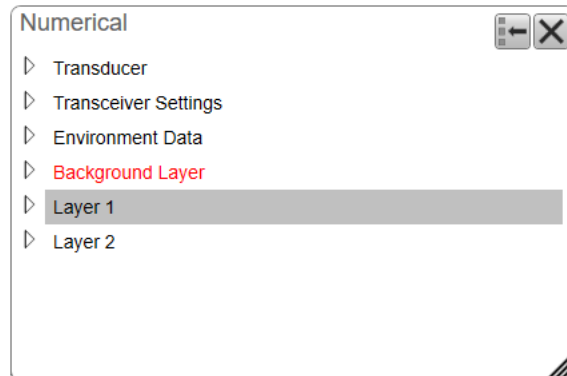 Numerical
Transducer
Transceiver Settings
Environment Data
Background Layer
Layer 1
Layer 2